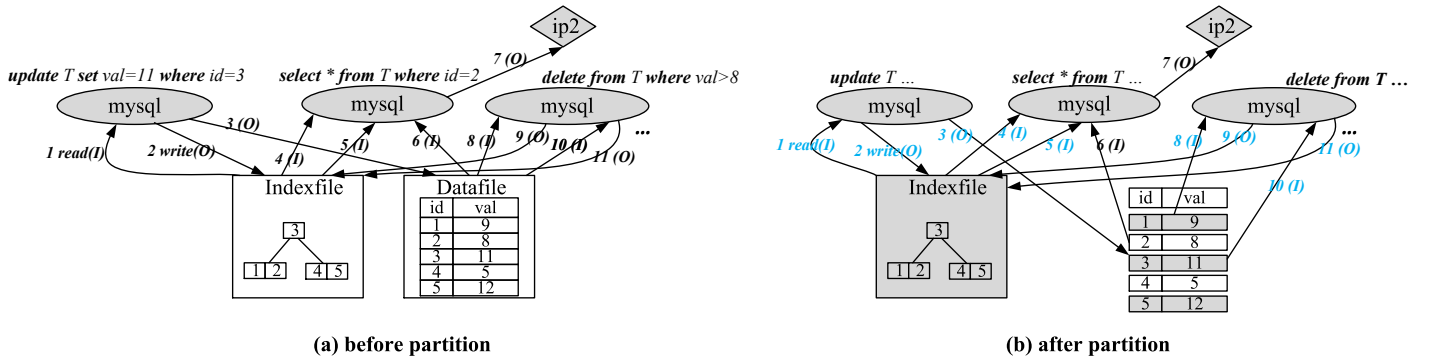 ip2
7 (O)
update T set val=11 where id=3
select * from T where id=2
delete from T where val>8
mysql
mysql
mysql
...
1 read(I)
2 write(O)
3 (O)
4 (I)
5 (I)
6 (I)
8 (I)
9 (O)
10 (I)
11 (O)
Indexfile
3
1 2
4 5
Datafile
id val
1 9
2 8
3 11
4 5
5 12
(a) before partition
ip2
7 (O)
update T ...
select * from T ...
delete from T ...
mysql
mysql
mysql
...
1 read(I)
2 write(O)
3 (O)
4 (I)
5 (I)
6 (I)
8 (I)
9 (O)
11 (O)
10 (I)
Indexfile
3
1 2
4 5
id val
1 9
2 8
3 11
4 5
5 12
(b) after partition